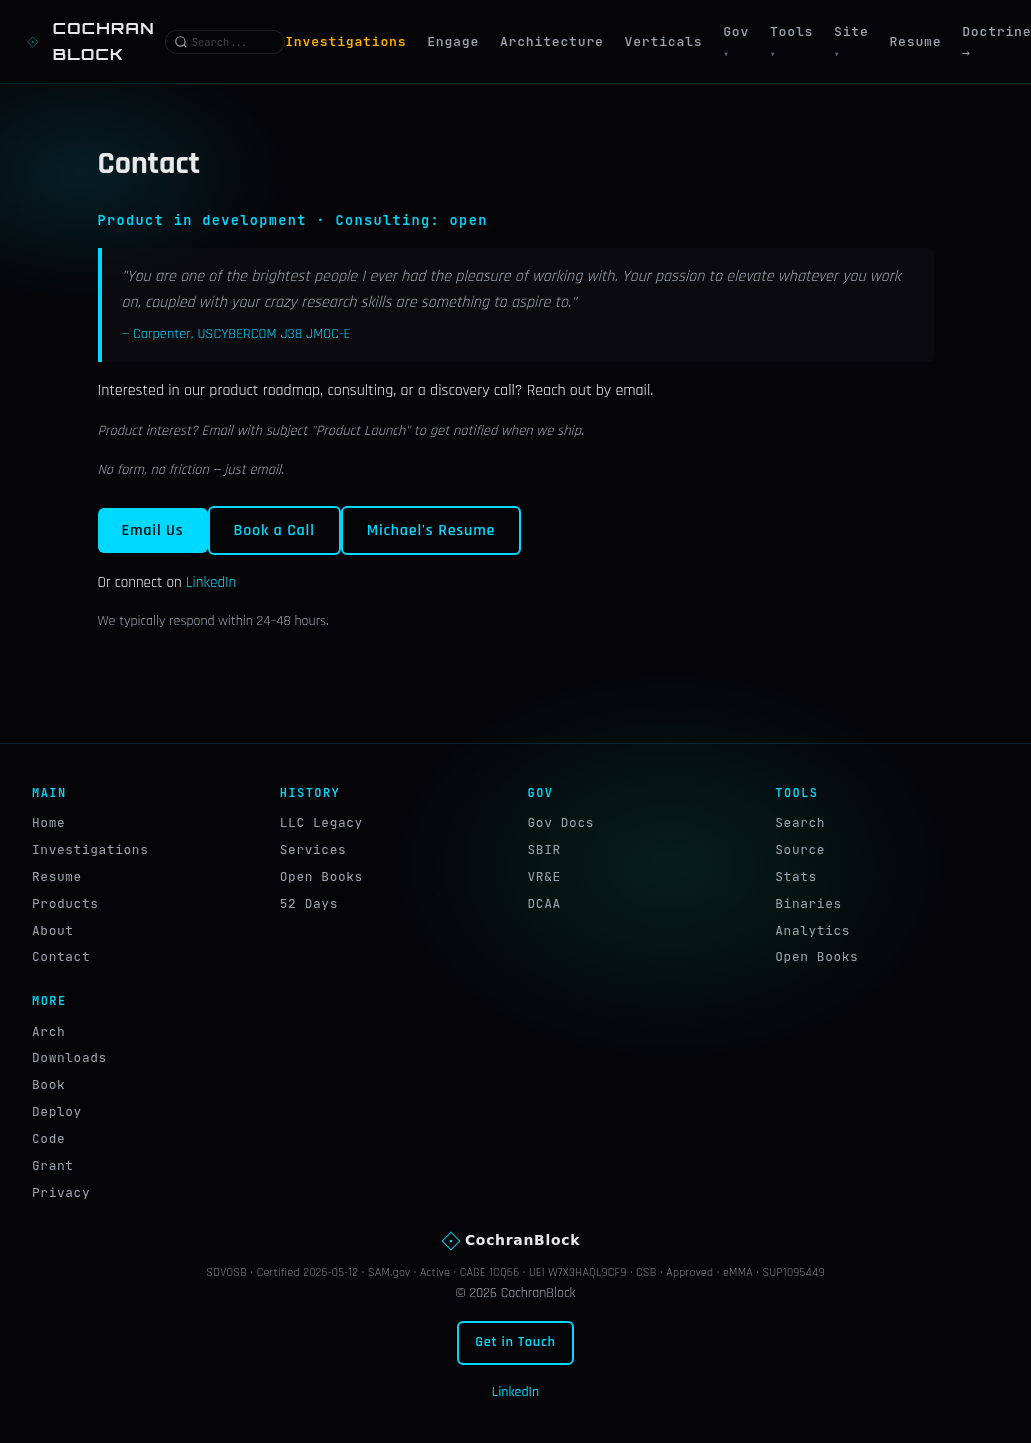 COCHRAN
BLOCK
Search...
Investigations
Engage
Architecture
Verticals
Gov ▾
Tools ▾
Site ▾
Resume
Doctrine →
Contact
Product in development · Consulting: open
"You are one of the brightest people I ever had the pleasure of working with. Your passion to elevate whatever you work
on, coupled with your crazy research skills are something to aspire to."
— Carpenter, USCYBERCOM J38 JMOC-E
Interested in our product roadmap, consulting, or a discovery call? Reach out by email.
Product interest? Email with subject "Product Launch" to get notified when we ship.
No form, no friction — just email.
Email Us
Book a Call
Michael's Resume
Or connect on LinkedIn
We typically respond within 24–48 hours.
MAIN
Home
Investigations
Resume
Products
About
Contact
HISTORY
LLC Legacy
Services
Open Books
52 Days
GOV
Gov Docs
SBIR
VR&E
DCAA
TOOLS
Search
Source
Stats
Binaries
Analytics
Open Books
MORE
Arch
Downloads
Book
Deploy
Code
Grant
Privacy
CochranBlock
SDVOSB · Certified 2026-05-12 · SAM.gov · Active · CAGE 1CQ66 · UEI W7X3HAQL9CF9 · CSB · Approved · eMMA · SUP1095449
© 2026 CochranBlock
Get in Touch
LinkedIn